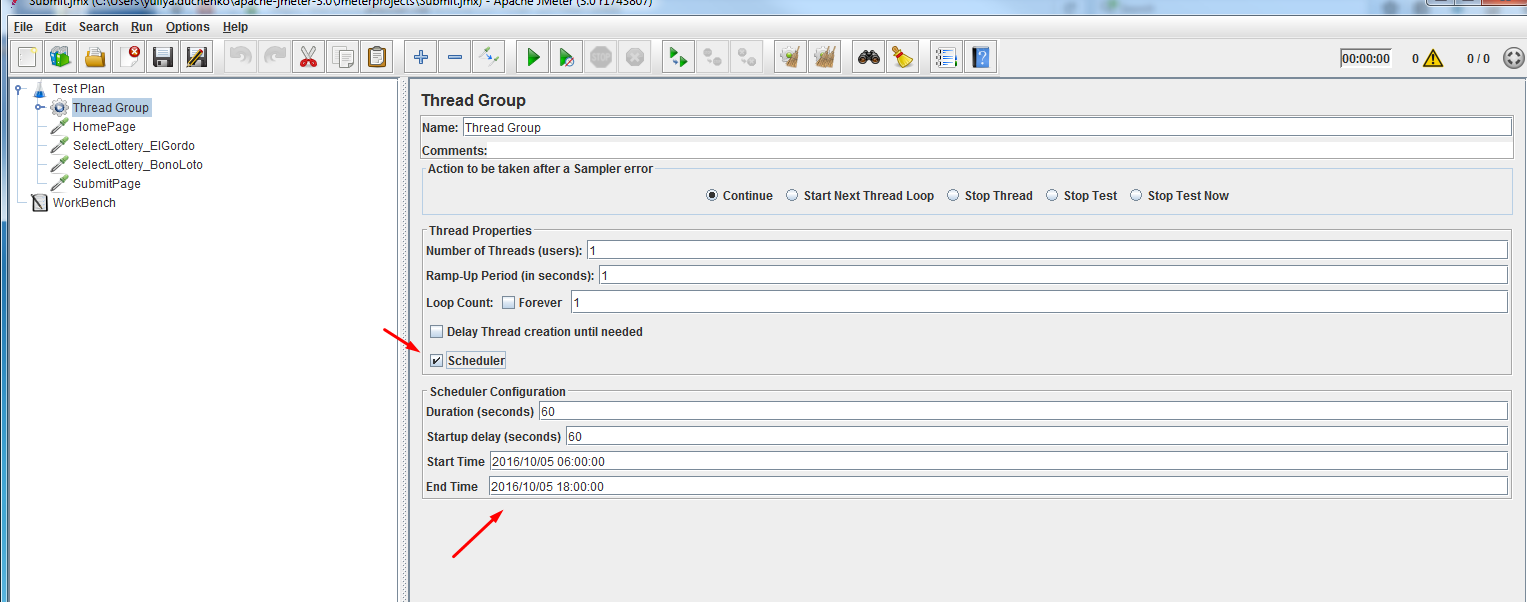 Submit.jmx (C:\Users\yuliya.duchenko\apache-jmeter-3.0\jmeterprojects\Submit.jmx) - Apache JMeter (3.0 r1743807)
File Edit Search Run Options Help
STOP 00:00:00 0 0 / 0
Test Plan
Thread Group
HomePage
SelectLottery_ElGordo
SelectLottery_BonoLoto
SubmitPage
WorkBench
Thread Group
Name: Thread Group
Comments:
Action to be taken after a Sampler error
Continue Start Next Thread Loop Stop Thread Stop Test Stop Test Now
Thread Properties
Number of Threads (users): 1
Ramp-Up Period (in seconds): 1
Loop Count: Forever 1
Delay Thread creation until needed
Scheduler
Scheduler Configuration
Duration (seconds) 60
Startup delay (seconds) 60
Start Time 2016/10/05 06:00:00
End Time 2016/10/05 18:00:00